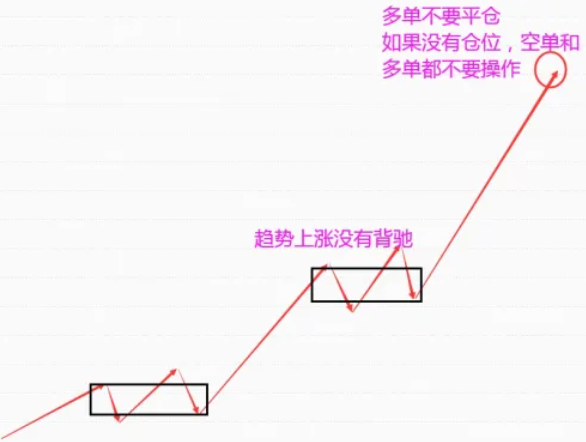 多单不要平仓
如果没有仓位，空单和
多单都不要操作
趋势上涨没有背驰